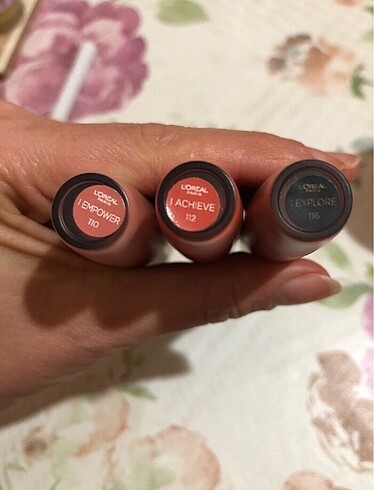 L'ORÉAL
PARIS
I EMPOWER
110
L'ORÉAL
PARIS
I ACHIEVE
112
L'ORÉAL
PARIS
I EXPLORE
116